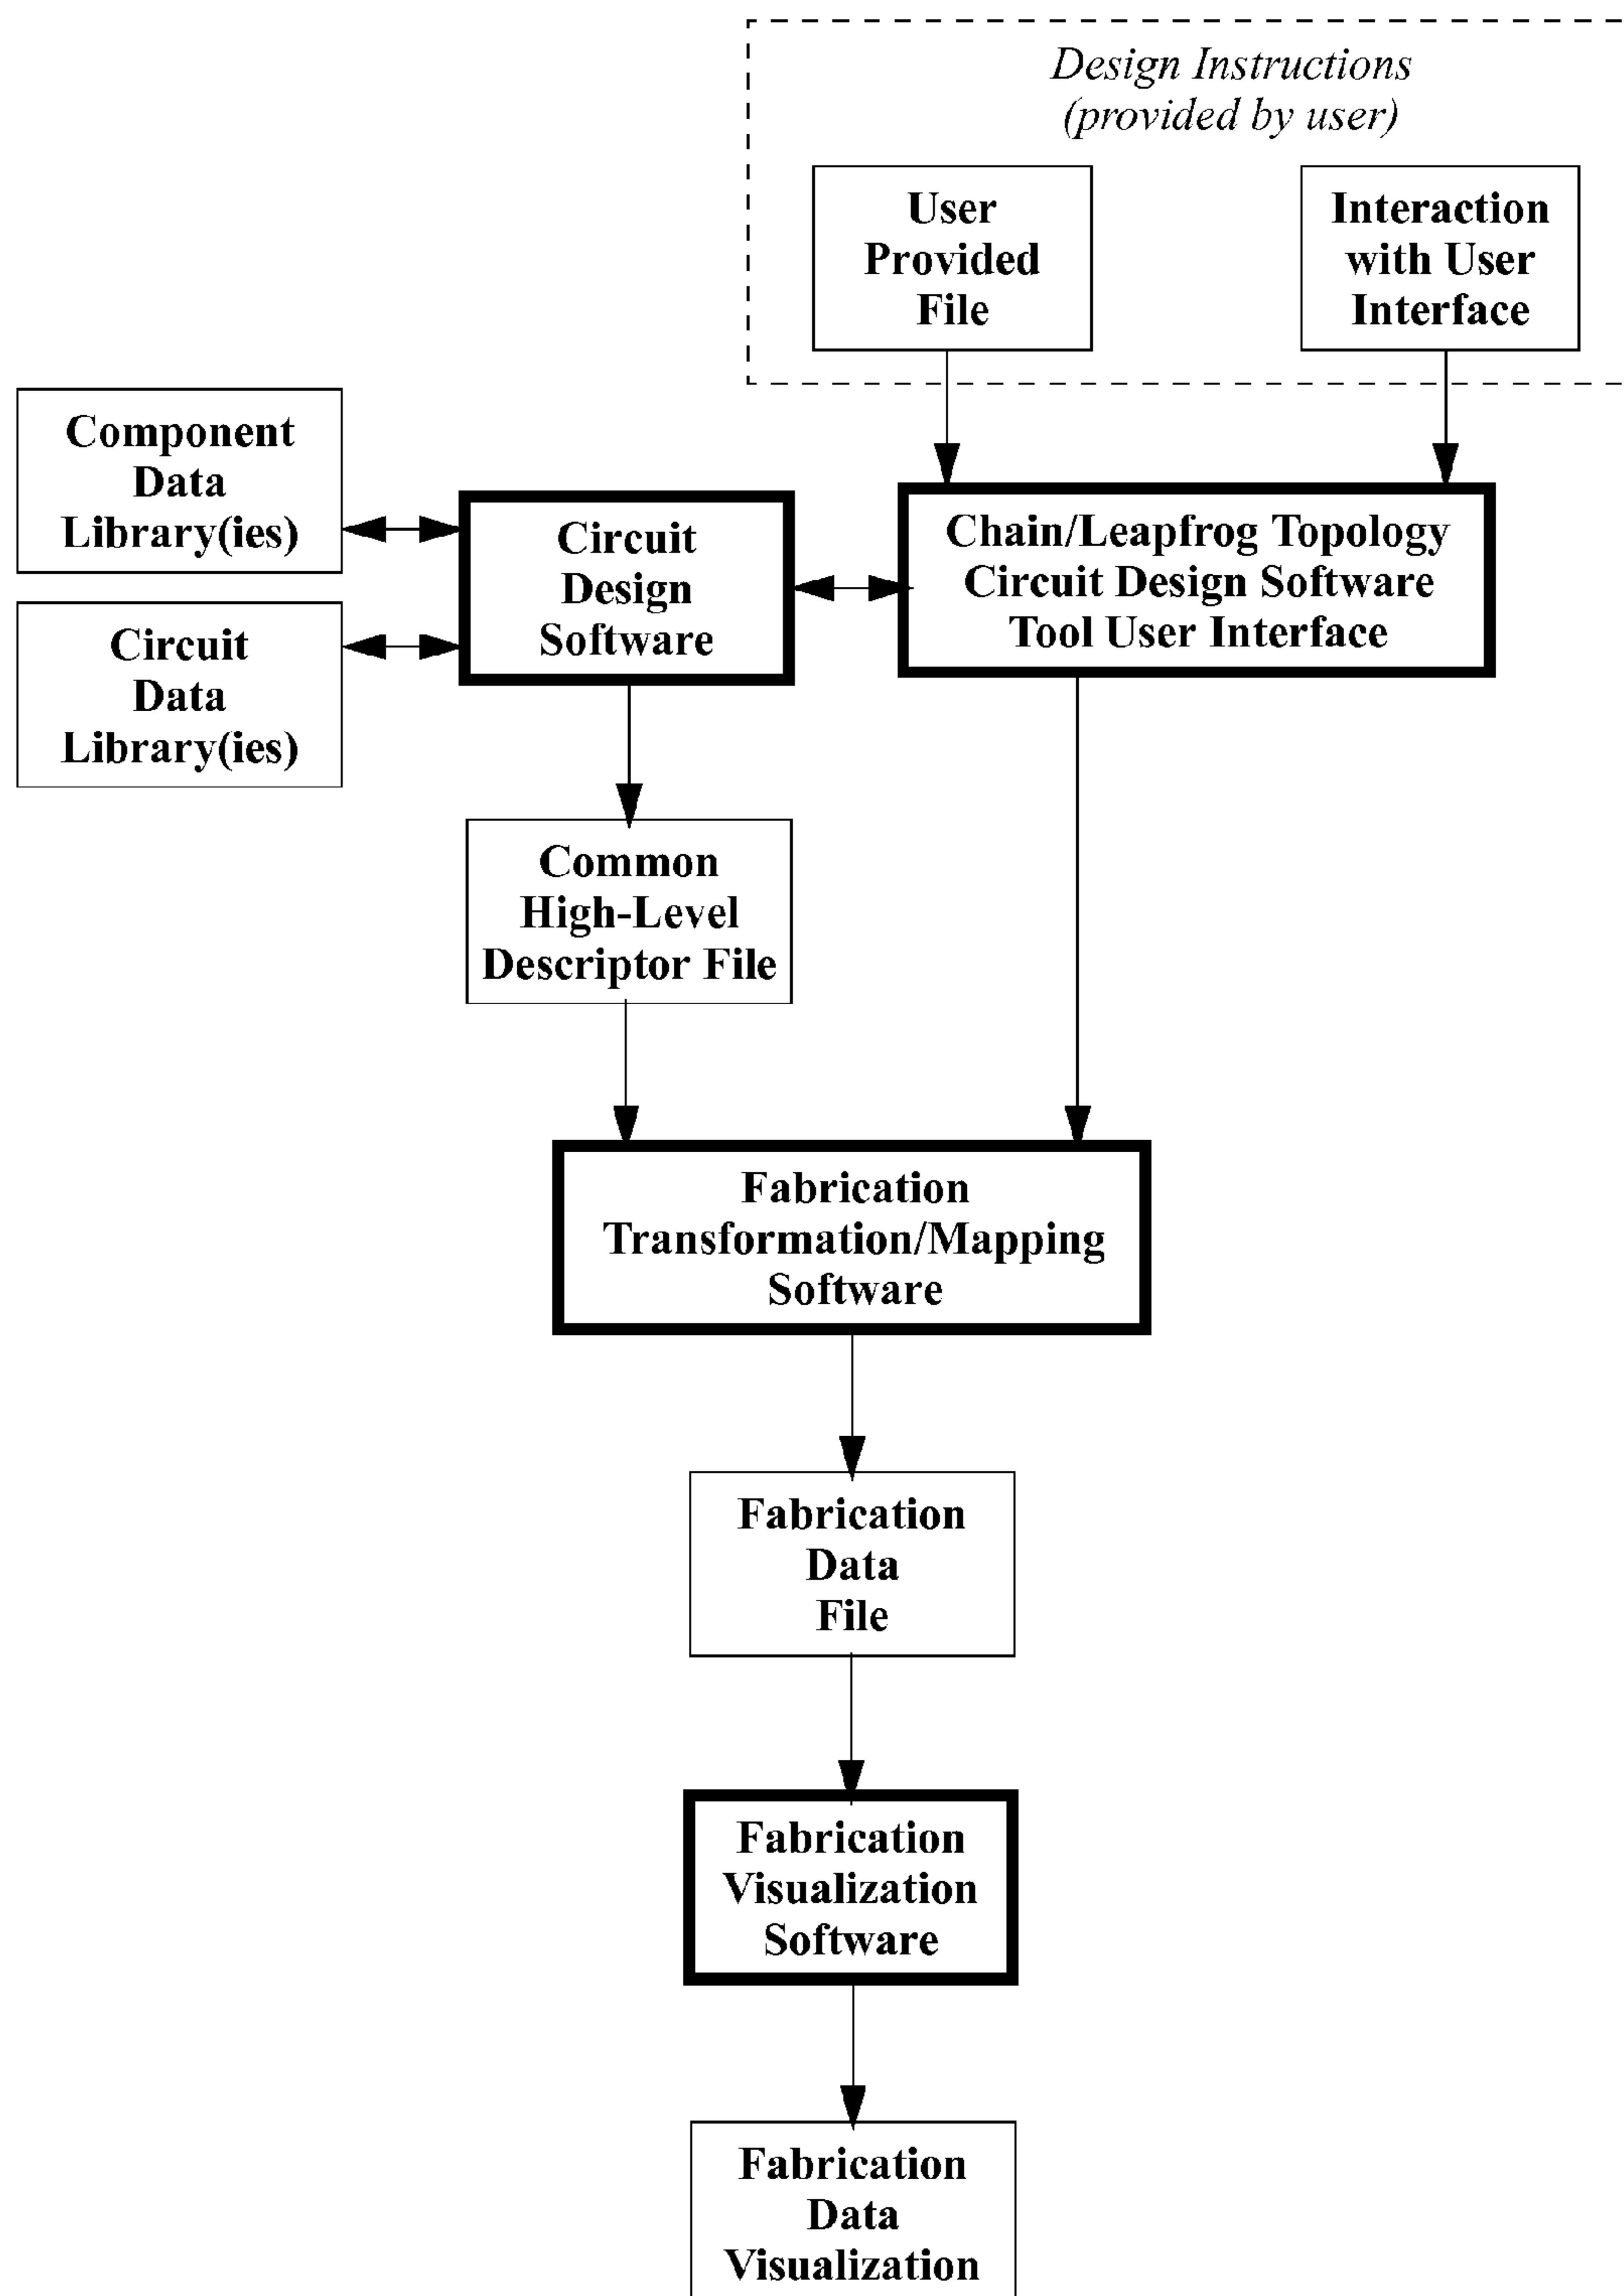 Design Instructions
(provided by user)
User
Provided
File
Interaction
with User
Interface
Component
Data
Library(ies)
Circuit
Data
Library(ies)
Circuit
Design
Software
Chain/Leapfrog Topology
Circuit Design Software
Tool User Interface
Common
High-Level
Descriptor File
Fabrication
Transformation/Mapping
Software
Fabrication
Data
File
Fabrication
Visualization
Software
Fabrication
Data
Visualization